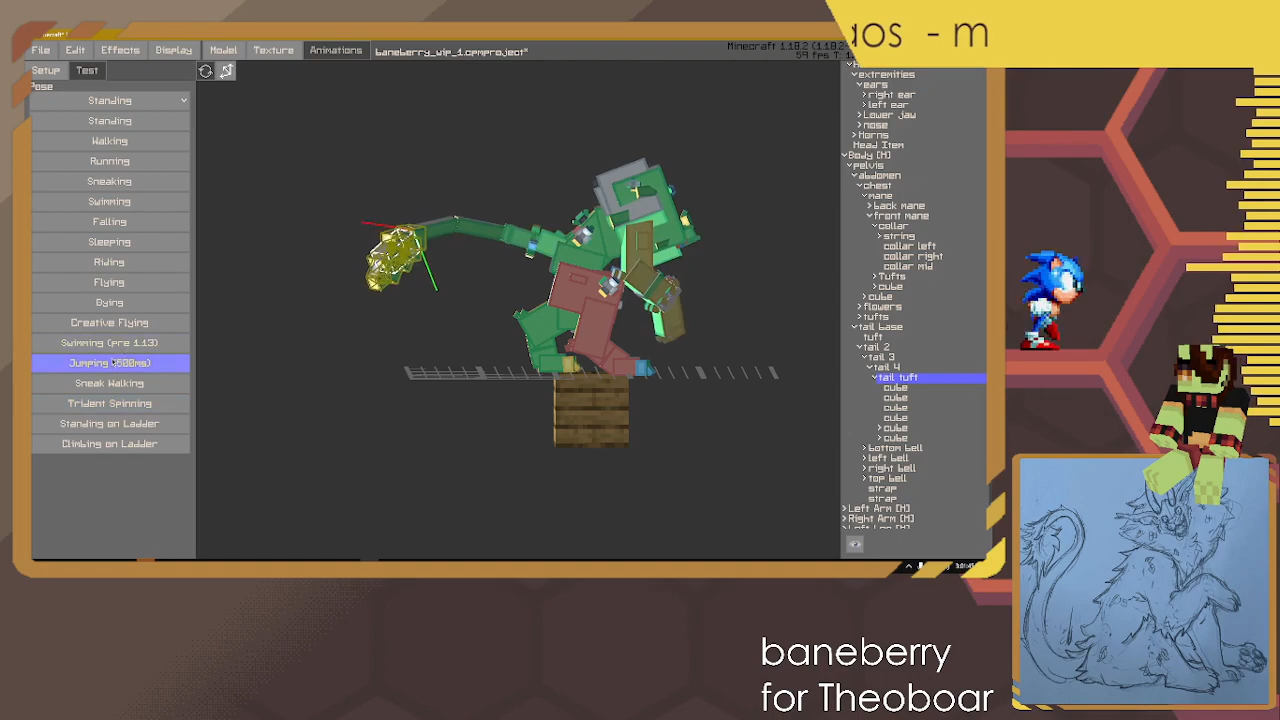 aos - m
File Edit Effects Display Model Texture Animations baneberry_wip_1.cpmproject* Minecraft 1.18.2
Setup Test
Pose
Standing
Standing
Walking
Running
Sneaking
Swimming
Falling
Sleeping
Riding
Flying
Dying
Creative Flying
Swimming (pre 1.13)
Jumping (500ms)
Sneak Walking
Trident Spinning
Standing on Ladder
Climbing on Ladder
extremities
ears
right ear
left ear
Lower jaw
nose
Horns
Head Item
Body [M]
pelvis
abdomen
chest
mane
back mane
front mane
collar
string
collar left
collar right
collar mid
Tufts
cube
cube
flowers
tufts
tail base
tuft
tail 2
tail 3
tail 4
tail tuft
cube
cube
cube
cube
cube
cube
bottom bell
left bell
right bell
top bell
strap
strap
Left Arm [M]
Right Arm [M]
baneberry
for Theoboar